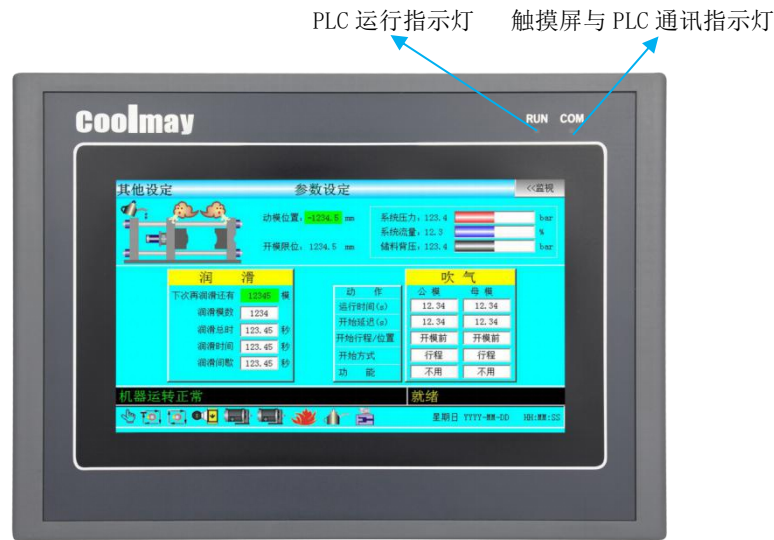 PLC 运行指示灯 触摸屏与 PLC 通讯指示灯
Coolmay
RUN COM
其他设定 参数设定 <<监视
动模位置: -1234.5 mm
开模限位: 1234.5 mm
系统压力: 123.4 bar
系统流量: 12.3 %
储料背压: 123.4 bar
润 滑
下次再润滑还有 12345 模
润滑模数 1234
润滑总时 123.45 秒
润滑时间 123.45 秒
润滑间歇 123.45 秒
吹 气
动 作 公 模 母 模
运行时间(s) 12.34 12.34
开始延迟(s) 12.34 12.34
开始行程/位置 开模前 开模前
开始方式 行程 行程
功 能 不用 不用
机器运转正常 就绪
星期日 YYYY-MM-DD HH:MM:SS